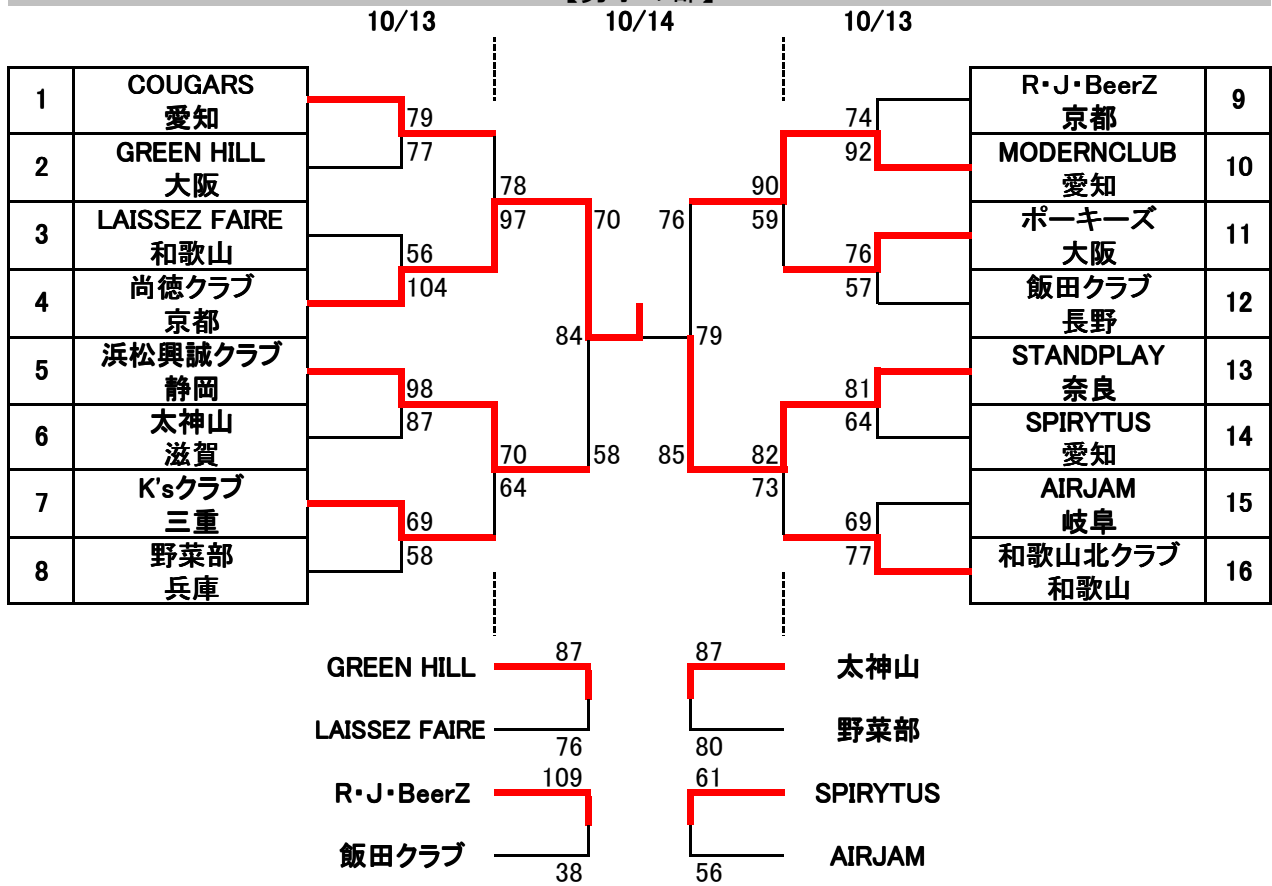 10/13 10/14 10/13
1 COUGARS 愛知
2 GREEN HILL 大阪
3 LAISSEZ FAIRE 和歌山
4 尚徳クラブ 京都
5 浜松興誠クラブ 静岡
6 太神山 滋賀
7 K'sクラブ 三重
8 野菜部 兵庫
79
77
56
104
98
87
69
58
78
97
70
64
70
58
84
79
76
85
90
59
82
73
74
92
76
57
81
64
69
77
R・J・BeerZ 京都 9
MODERNCLUB 愛知 10
ポーキーズ 大阪 11
飯田クラブ 長野 12
STANDPLAY 奈良 13
SPIRYTUS 愛知 14
AIRJAM 岐阜 15
和歌山北クラブ 和歌山 16
GREEN HILL 87
LAISSEZ FAIRE 76
87 太神山
80 野菜部
R・J・BeerZ 109
飯田クラブ 38
61 SPIRYTUS
56 AIRJAM